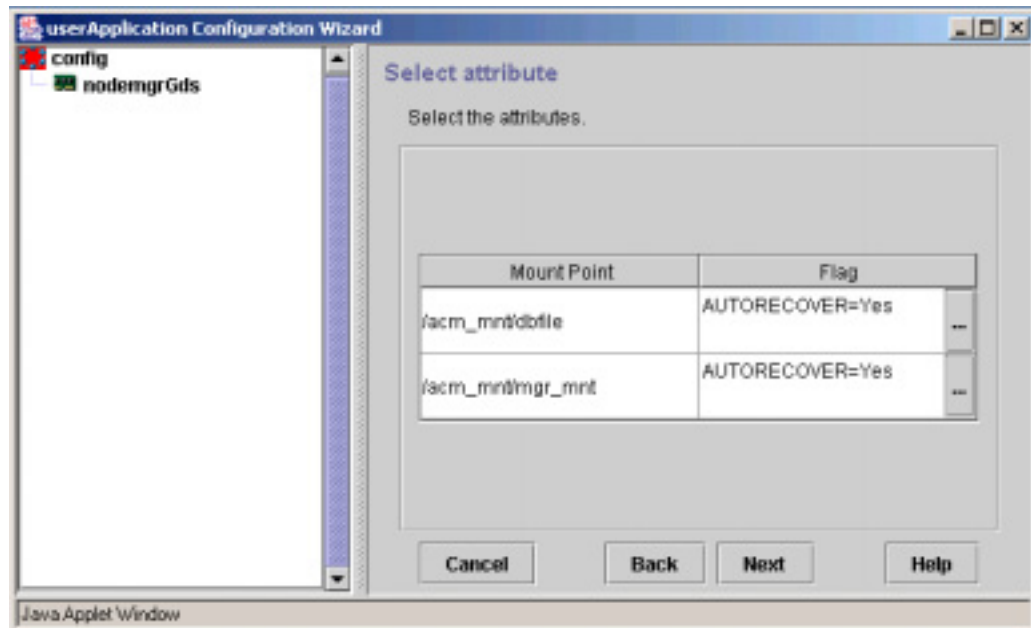 userApplication Configuration Wizard
config
nodemgrGds
Select attribute
Select the attributes.
Mount Point Flag
/acm_mnt/dbfile AUTORECOVER=Yes ...
/acm_mnt/mgr_mnt AUTORECOVER=Yes ...
Cancel Back Next Help
Java Applet Window